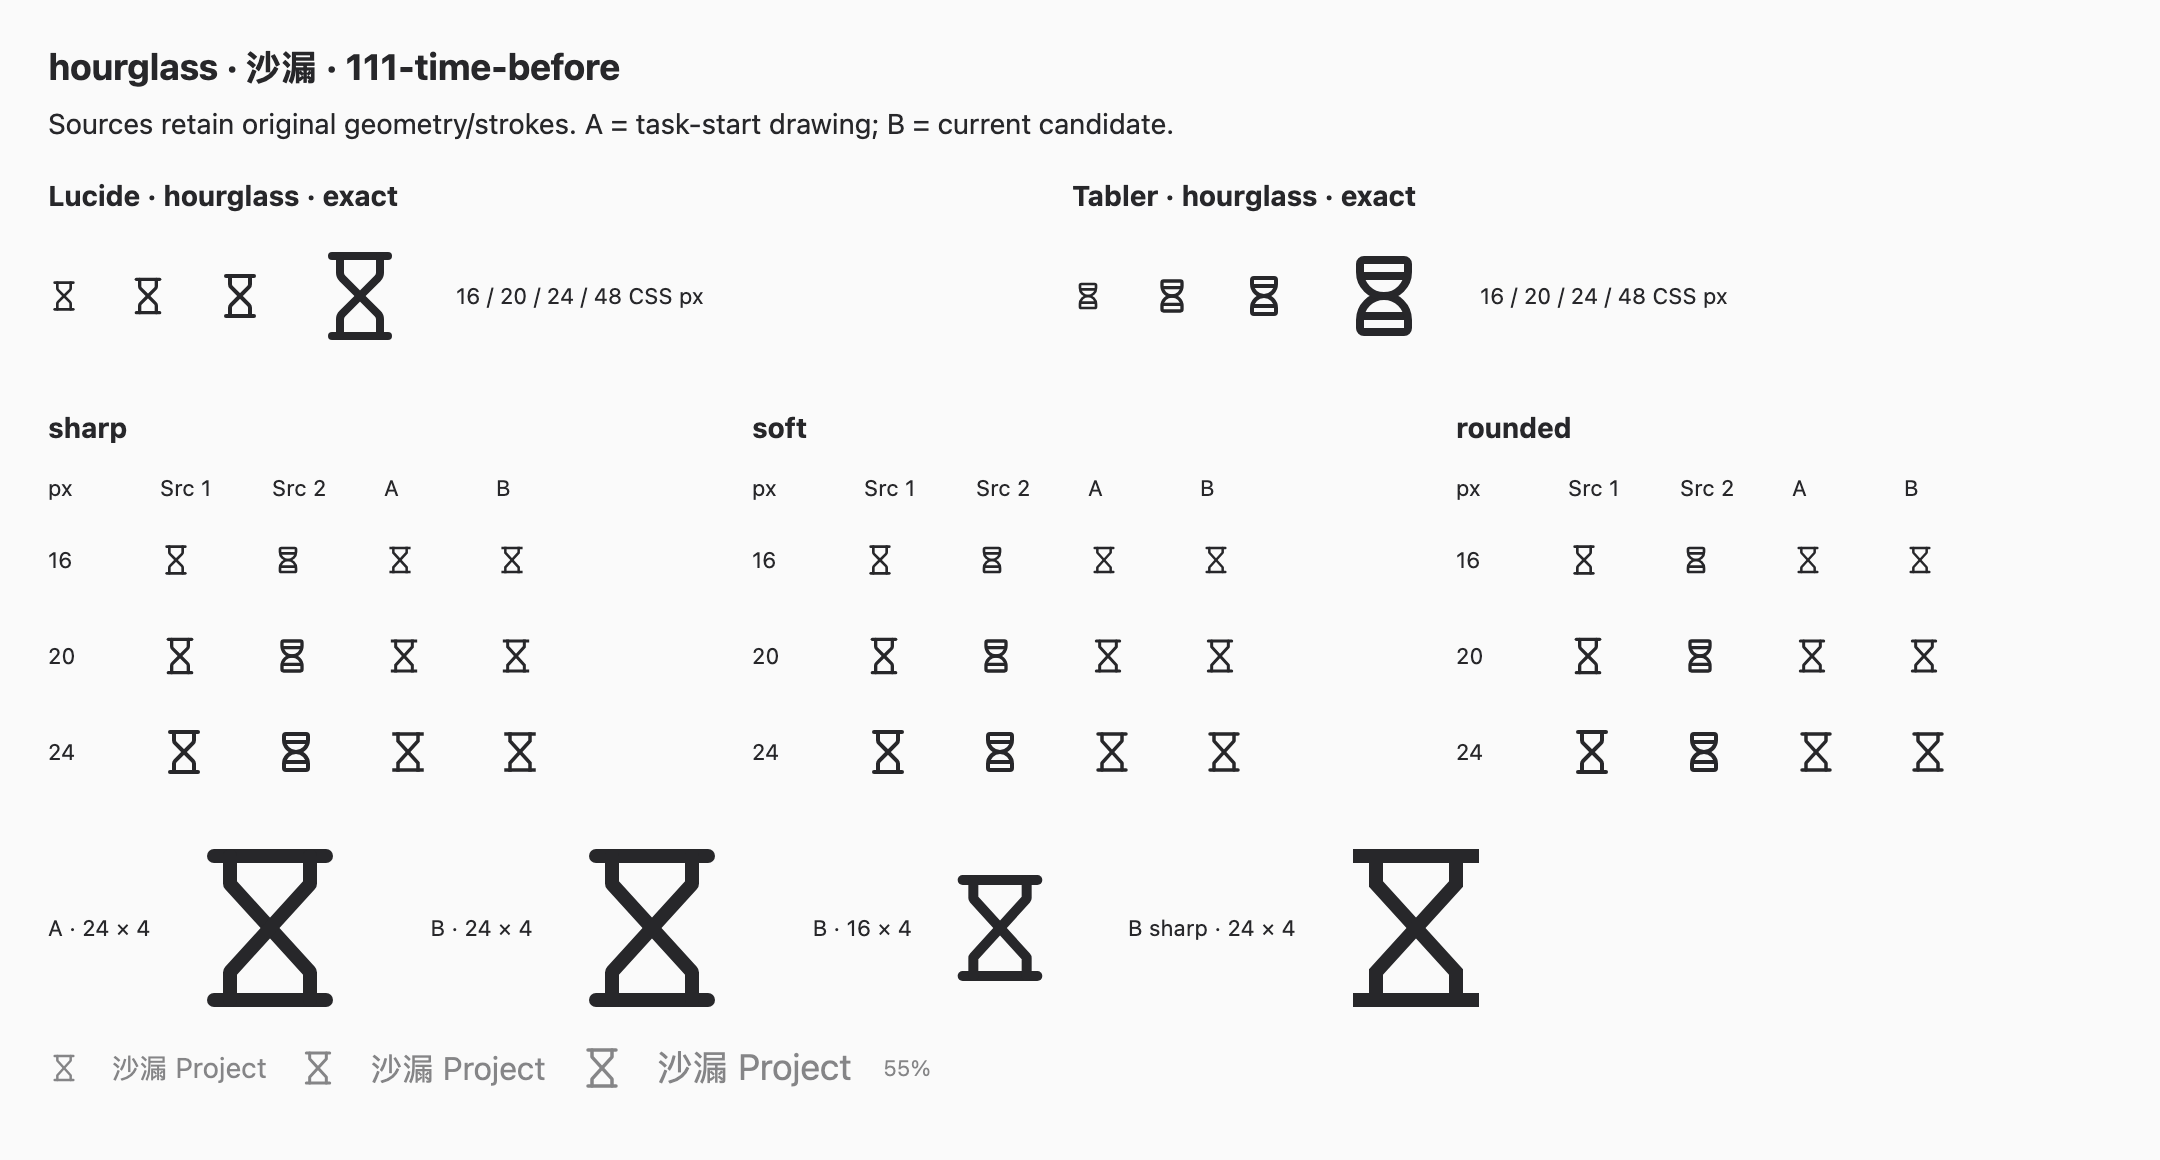 hourglass · 沙漏 · 111-time-before
Sources retain original geometry/strokes. A = task-start drawing; B = current candidate.
Lucide · hourglass · exact
Tabler · hourglass · exact
16 / 20 / 24 / 48 CSS px
16 / 20 / 24 / 48 CSS px
sharp
soft
rounded
px Src 1 Src 2 A B
px Src 1 Src 2 A B
px Src 1 Src 2 A B
16
16
16
20
20
20
24
24
24
A · 24 × 4
B · 24 × 4
B · 16 × 4
B sharp · 24 × 4
沙漏 Project
沙漏 Project
沙漏 Project
55%